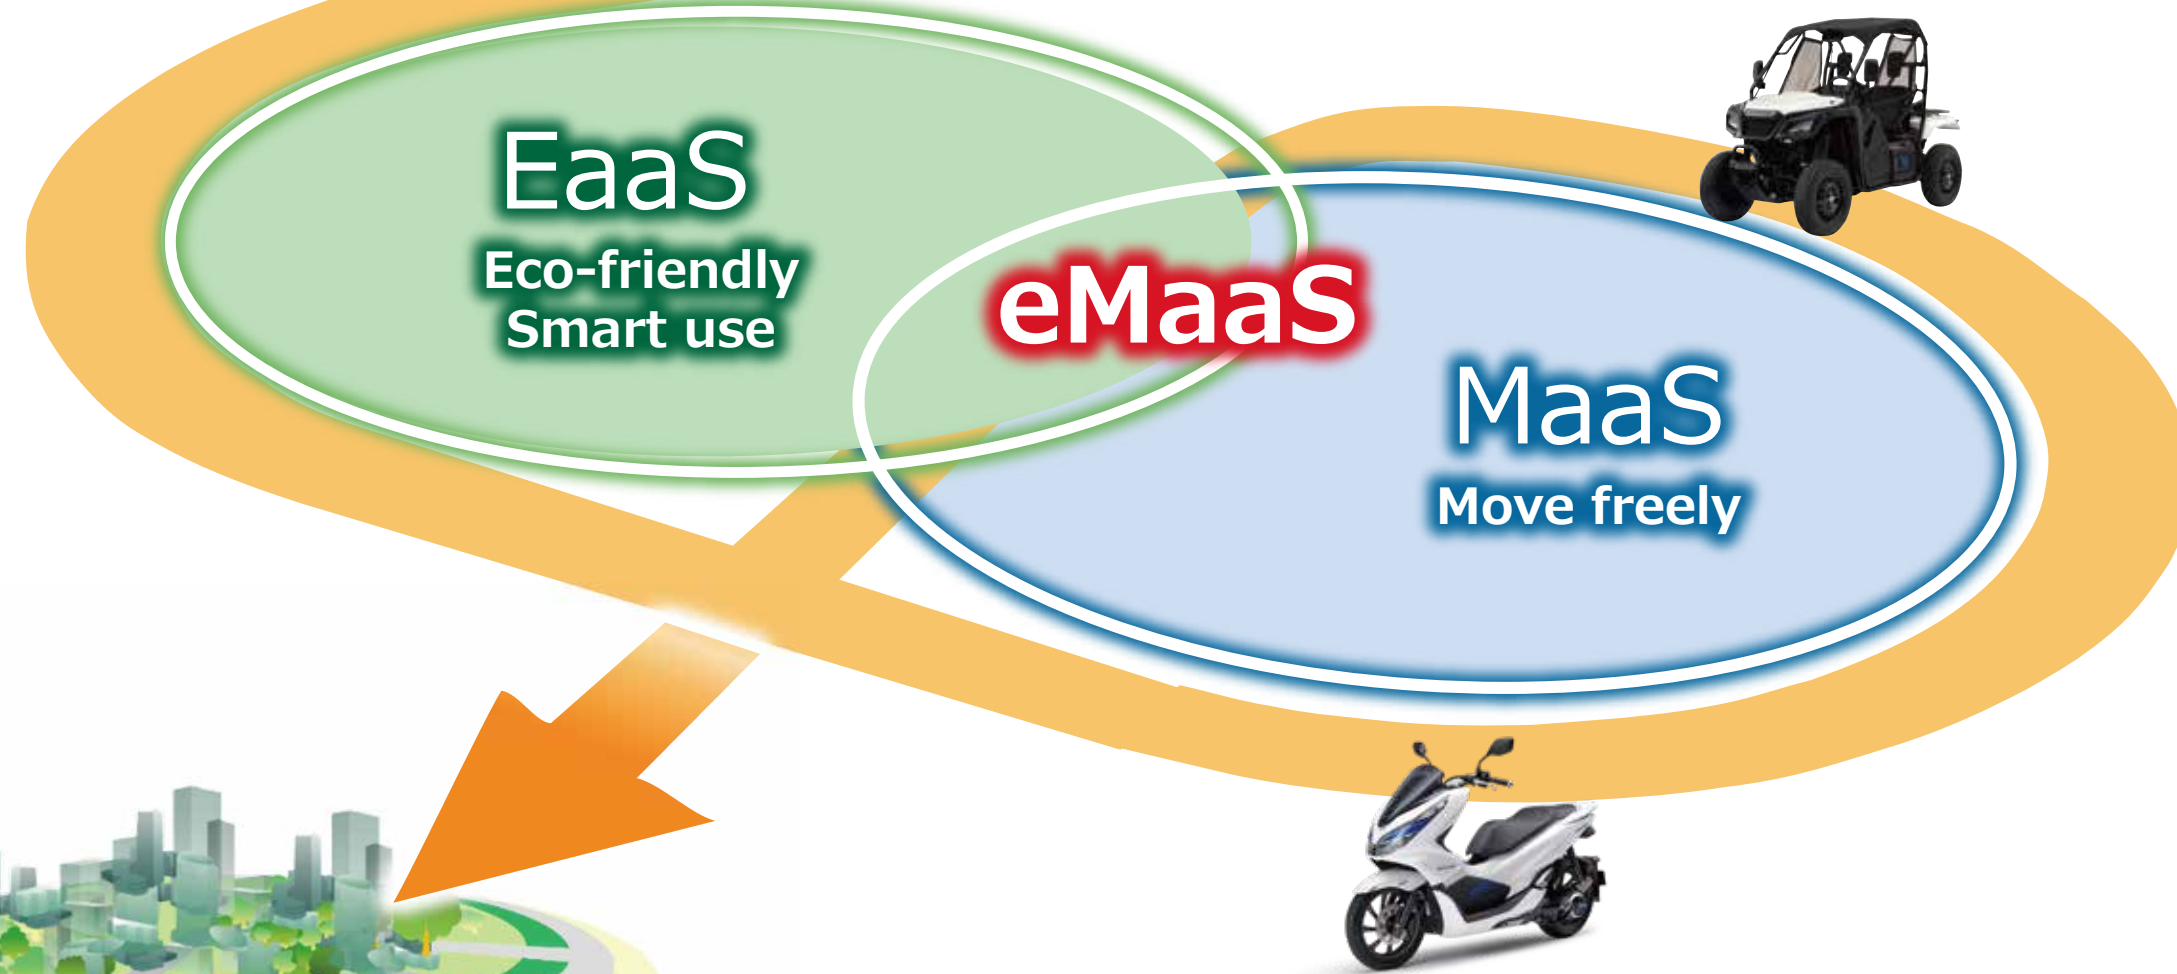 EaaS
Eco-friendly
Smart use
eMaaS
MaaS
Move freely